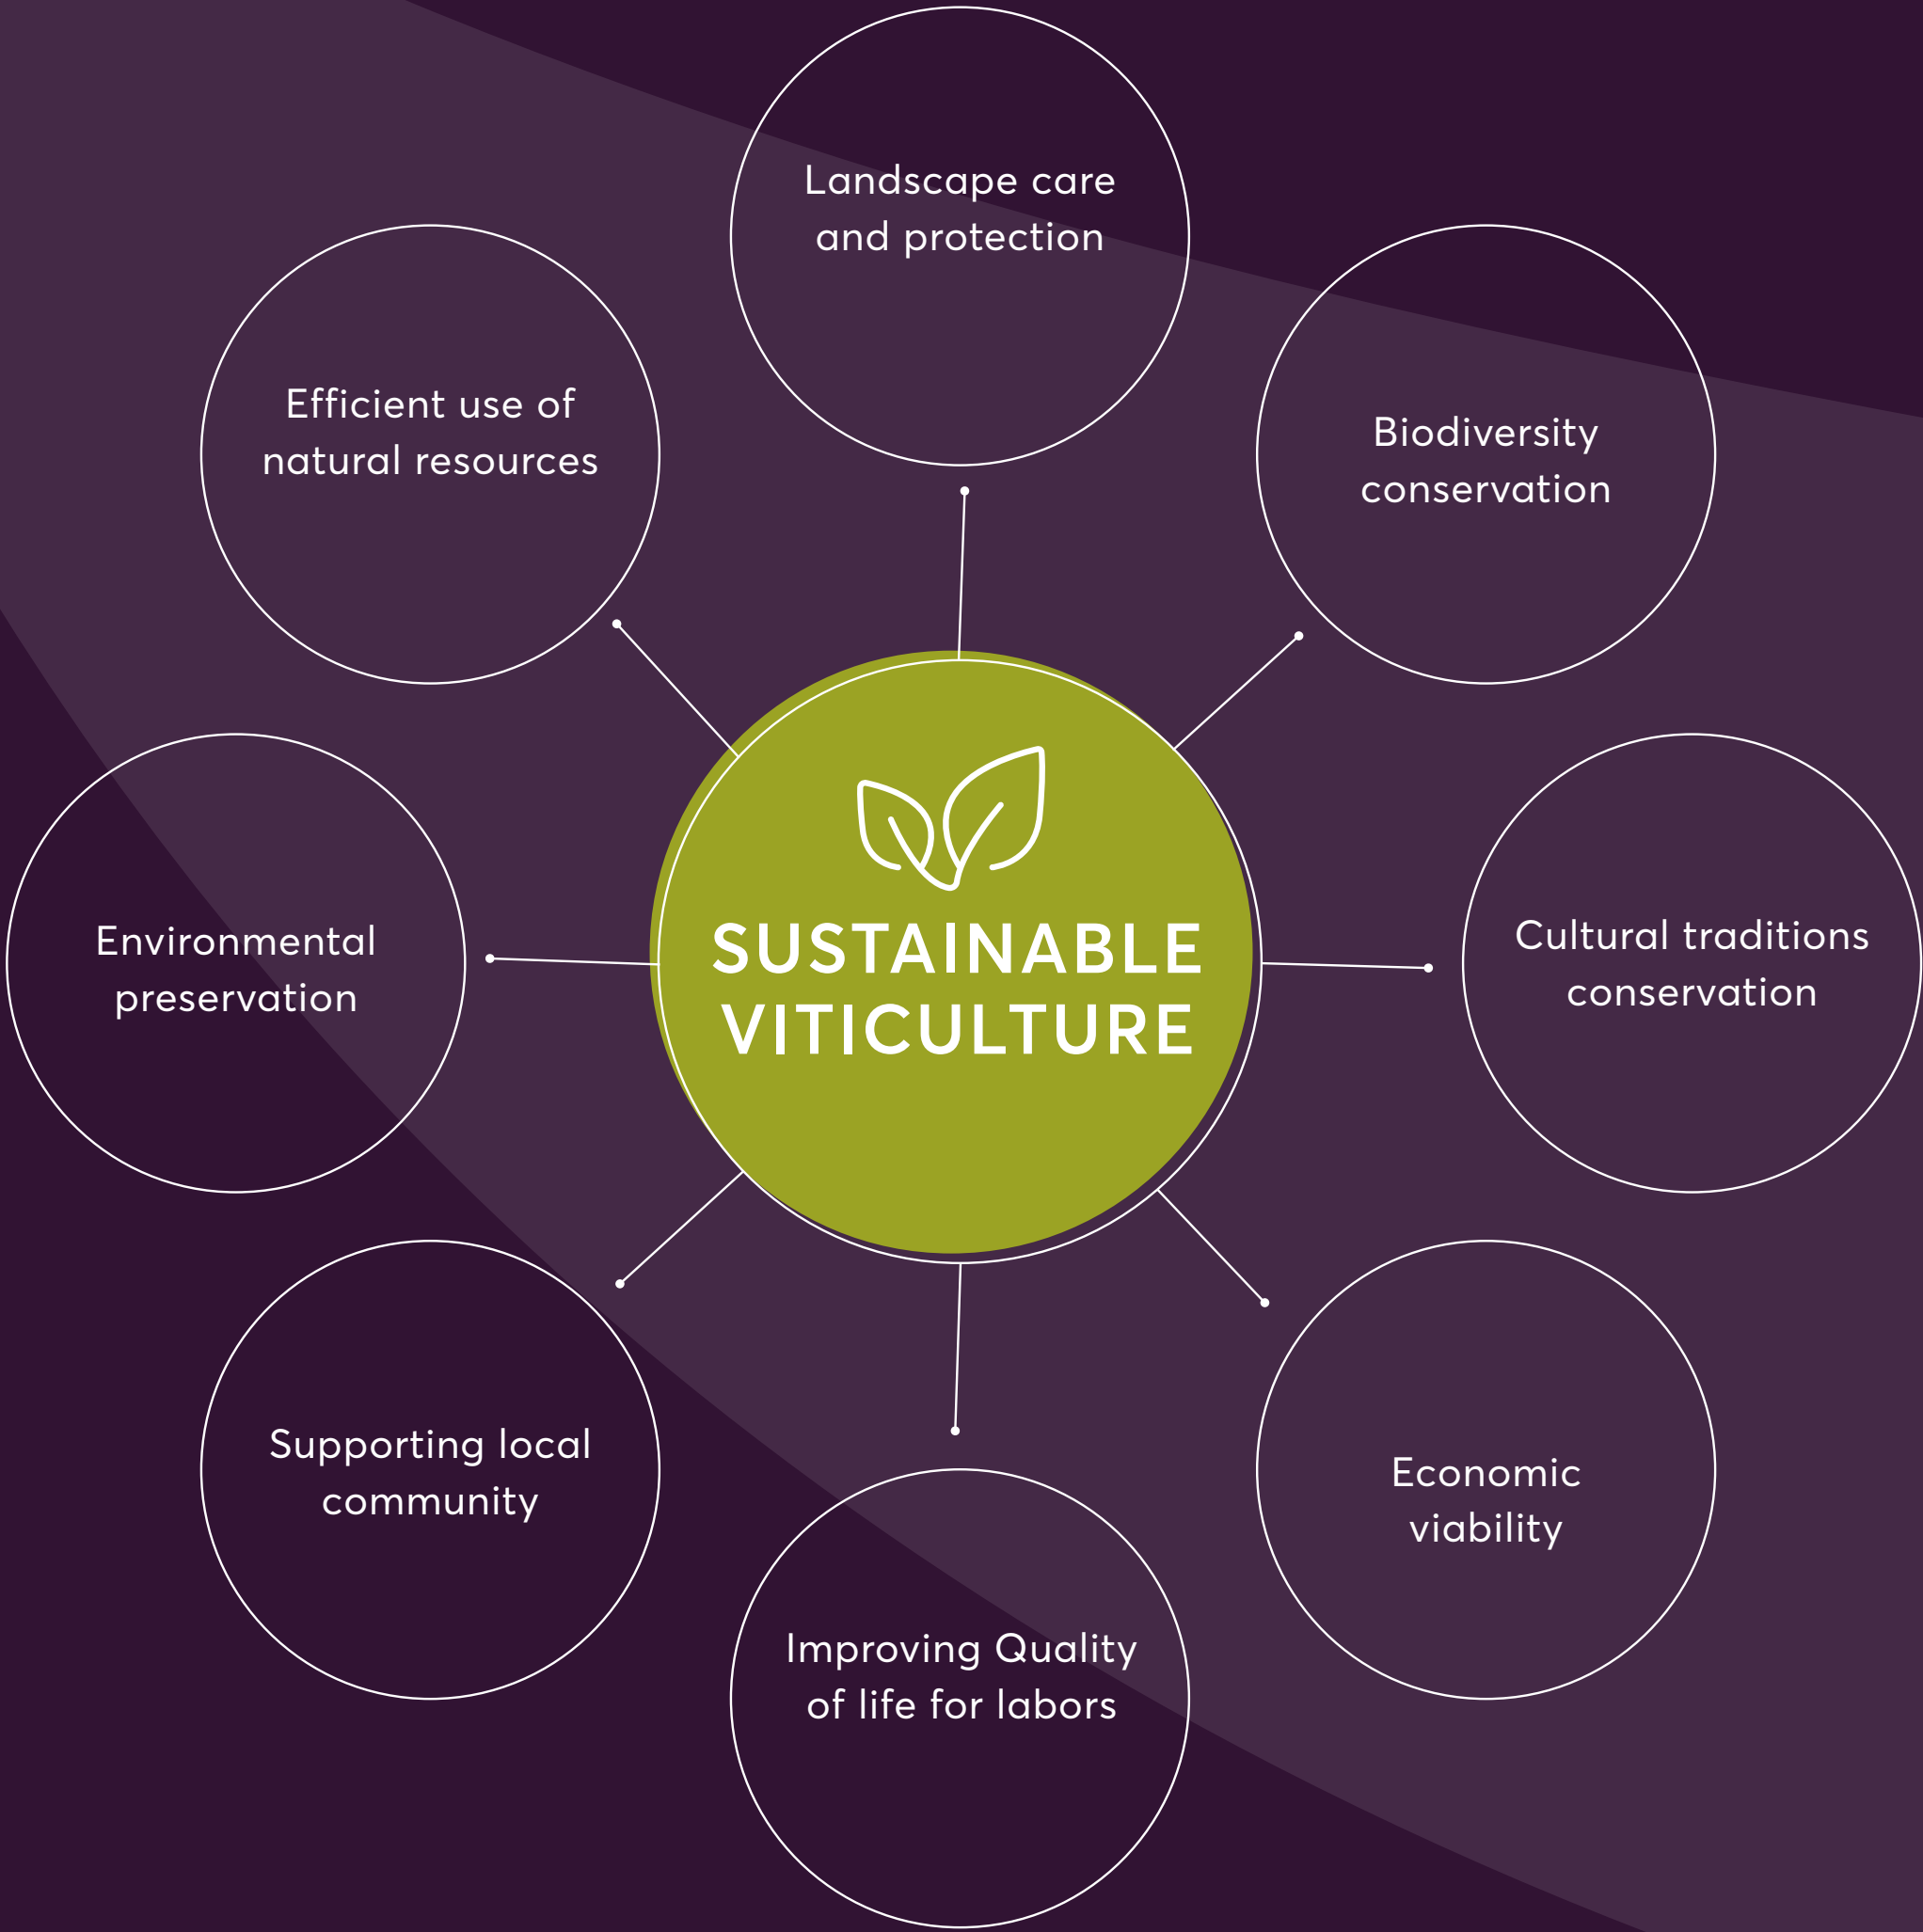 Landscape care
and protection
Efficient use of
natural resources
Biodiversity
conservation
Environmental
preservation
SUSTAINABLE
VITICULTURE
Cultural traditions
conservation
Supporting local
community
Economic
viability
Improving Quality
of life for labors